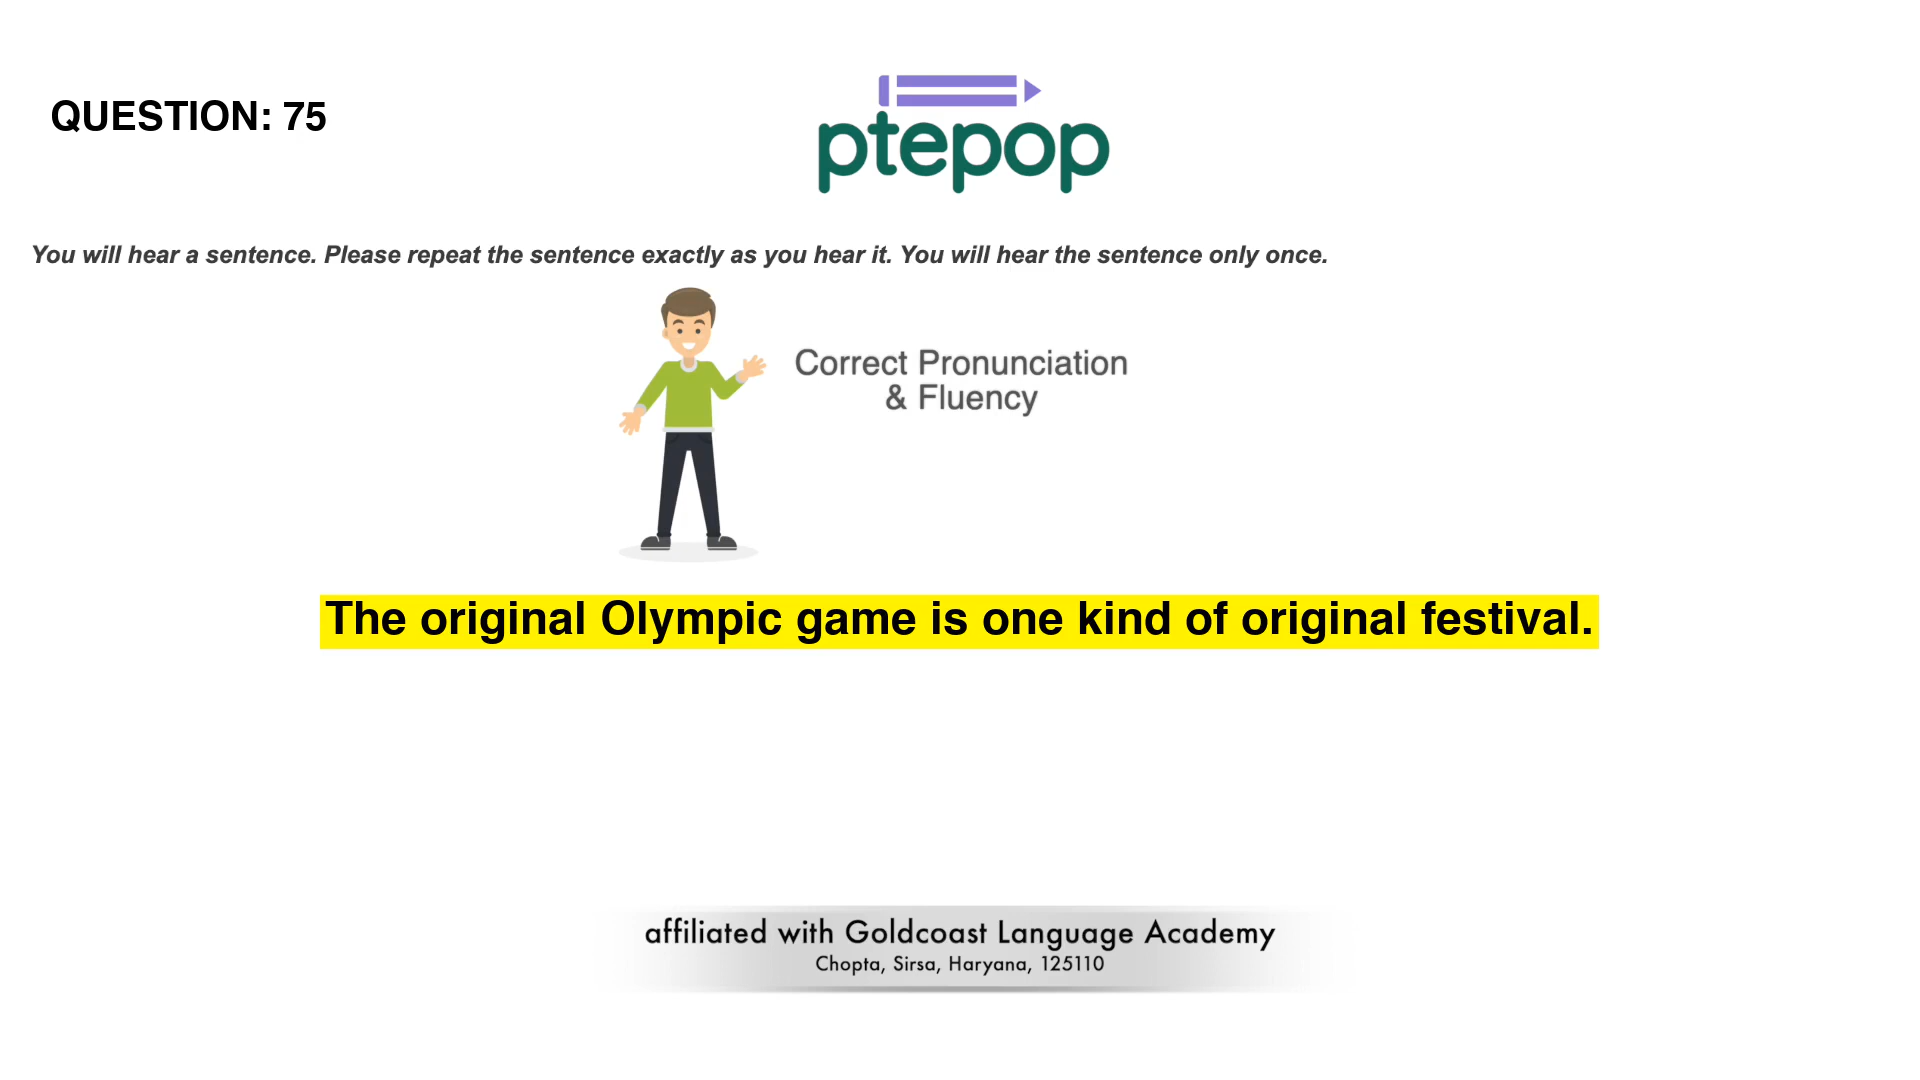 QUESTION: 75
ptepop
You will hear a sentence. Please repeat the sentence exactly as you hear it. You will hear the sentence only once.
Correct Pronunciation
& Fluency
The original Olympic game is one kind of original festival.
affiliated with Goldcoast Language Academy
Chopta, Sirsa, Haryana, 125110